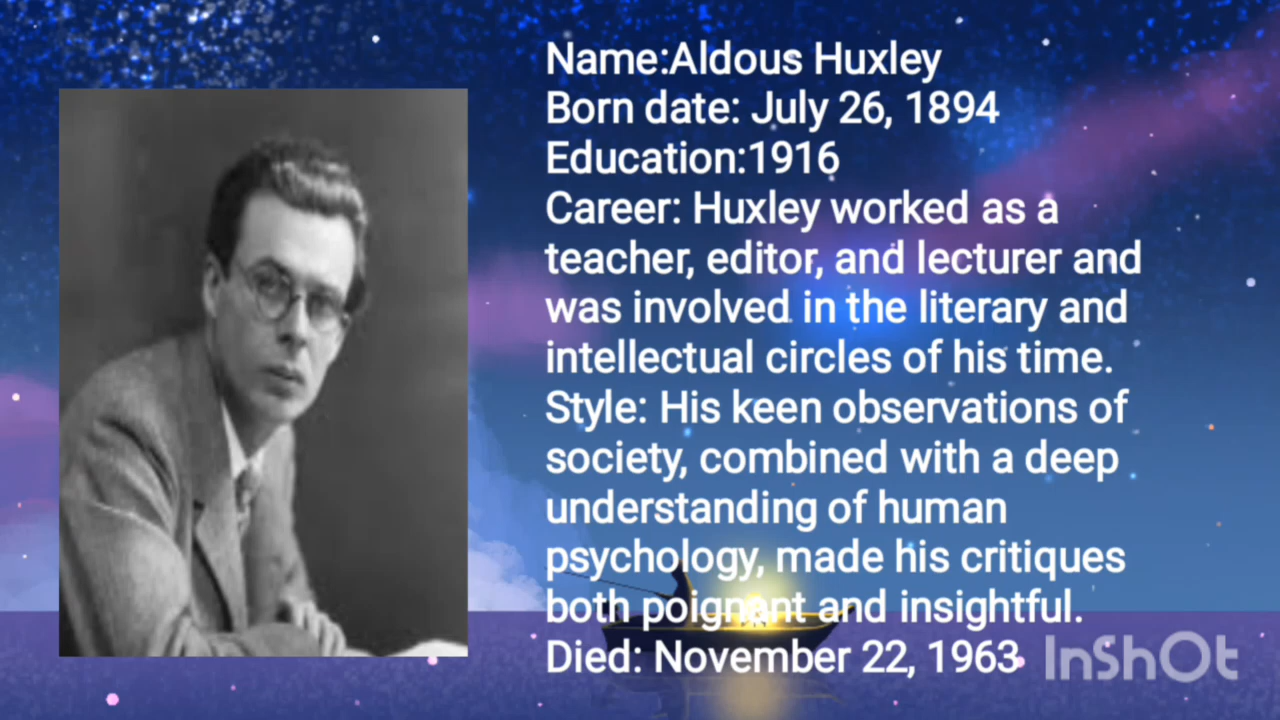 Name:Aldous Huxley
Born date: July 26, 1894
Education:1916
Career: Huxley worked as a
teacher, editor, and lecturer and
was involved in the literary and
intellectual circles of his time.
Style: His keen observations of
society, combined with a deep
understanding of human
psychology, made his critiques
both poignant and insightful.
Died: November 22, 1963
InShOt